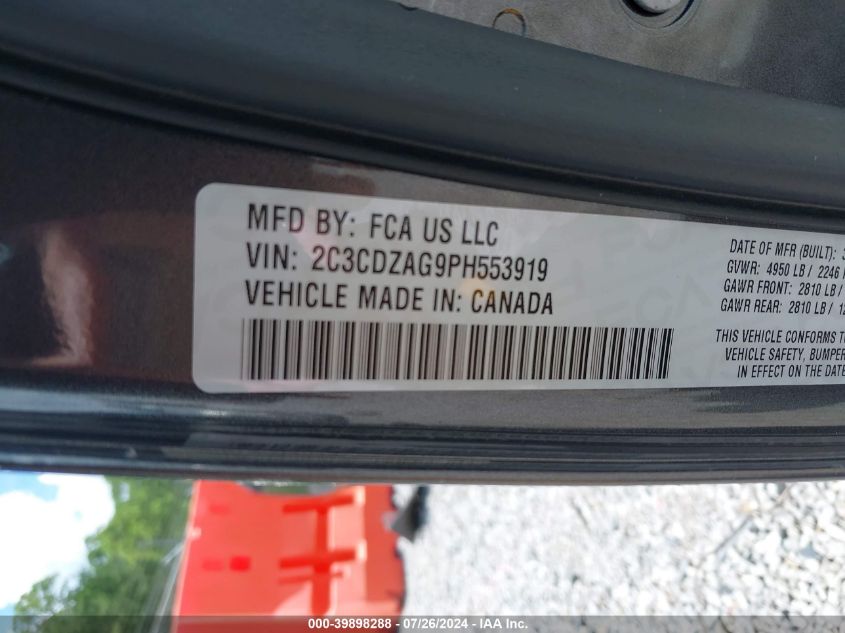 MFD BY: FCA US LLC
VIN: 2C3CDZAG9PH553919
VEHICLE MADE IN: CANADA
DATE OF MFR (BUILT):
GVWR: 4950 LB / 2246
GAWR FRONT: 2810 LB /
GAWR REAR: 2810 LB /
THIS VEHICLE CONFORMS
VEHICLE SAFETY, BUMPER
IN EFFECT ON THE DATE
000-39898288 - 07/26/2024 - IAA Inc.